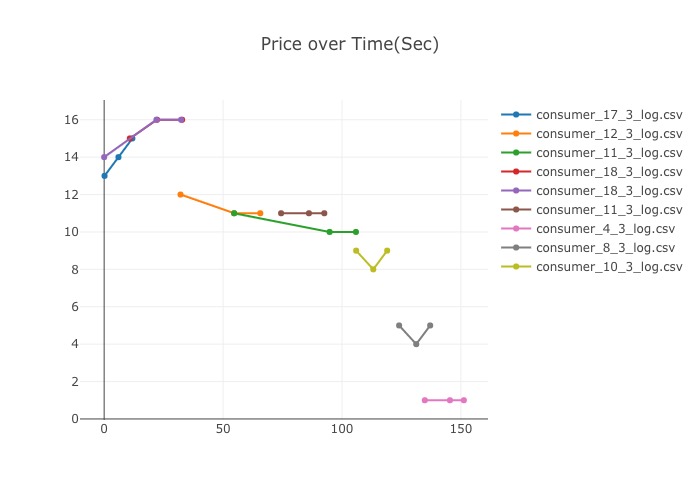 Price over Time(Sec)
consumer_17_3_log.csv
consumer_12_3_log.csv
consumer_11_3_log.csv
consumer_18_3_log.csv
consumer_18_3_log.csv
consumer_11_3_log.csv
consumer_4_3_log.csv
consumer_8_3_log.csv
consumer_10_3_log.csv
16
14
12
10
8
6
4
2
0
0 50 100 150